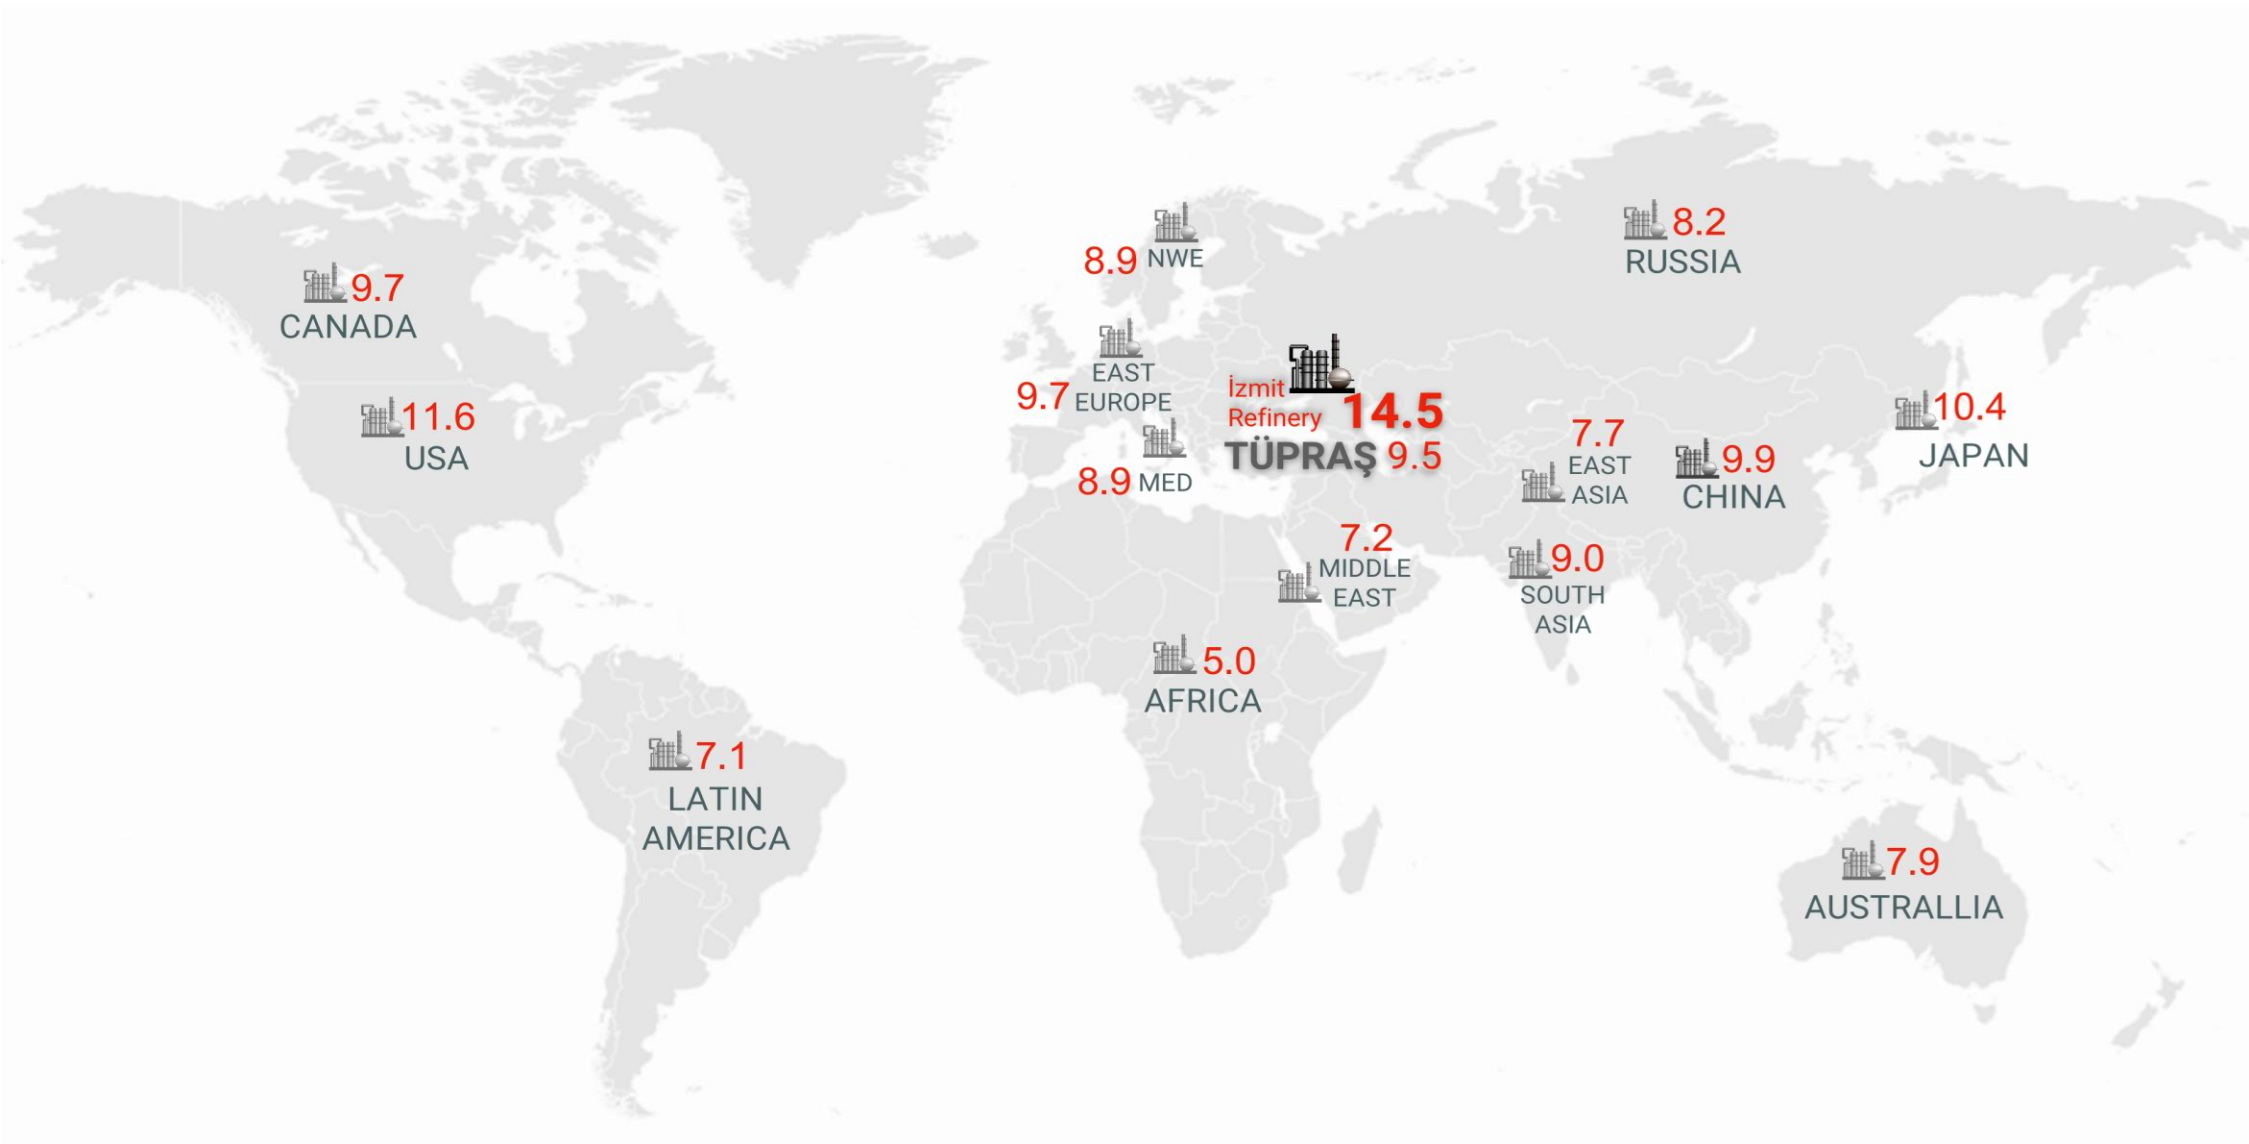 8.9 NWE
8.2
RUSSIA
9.7
CANADA
EAST
9.7 EUROPE
İzmit
Refinery 14.5
TÜPRAŞ 9.5
11.6
USA
8.9 MED
7.7
EAST
ASIA
9.9
CHINA
10.4
JAPAN
7.2
MIDDLE
EAST
9.0
SOUTH
ASIA
5.0
AFRICA
7.1
LATIN
AMERICA
7.9
AUSTRALLIA